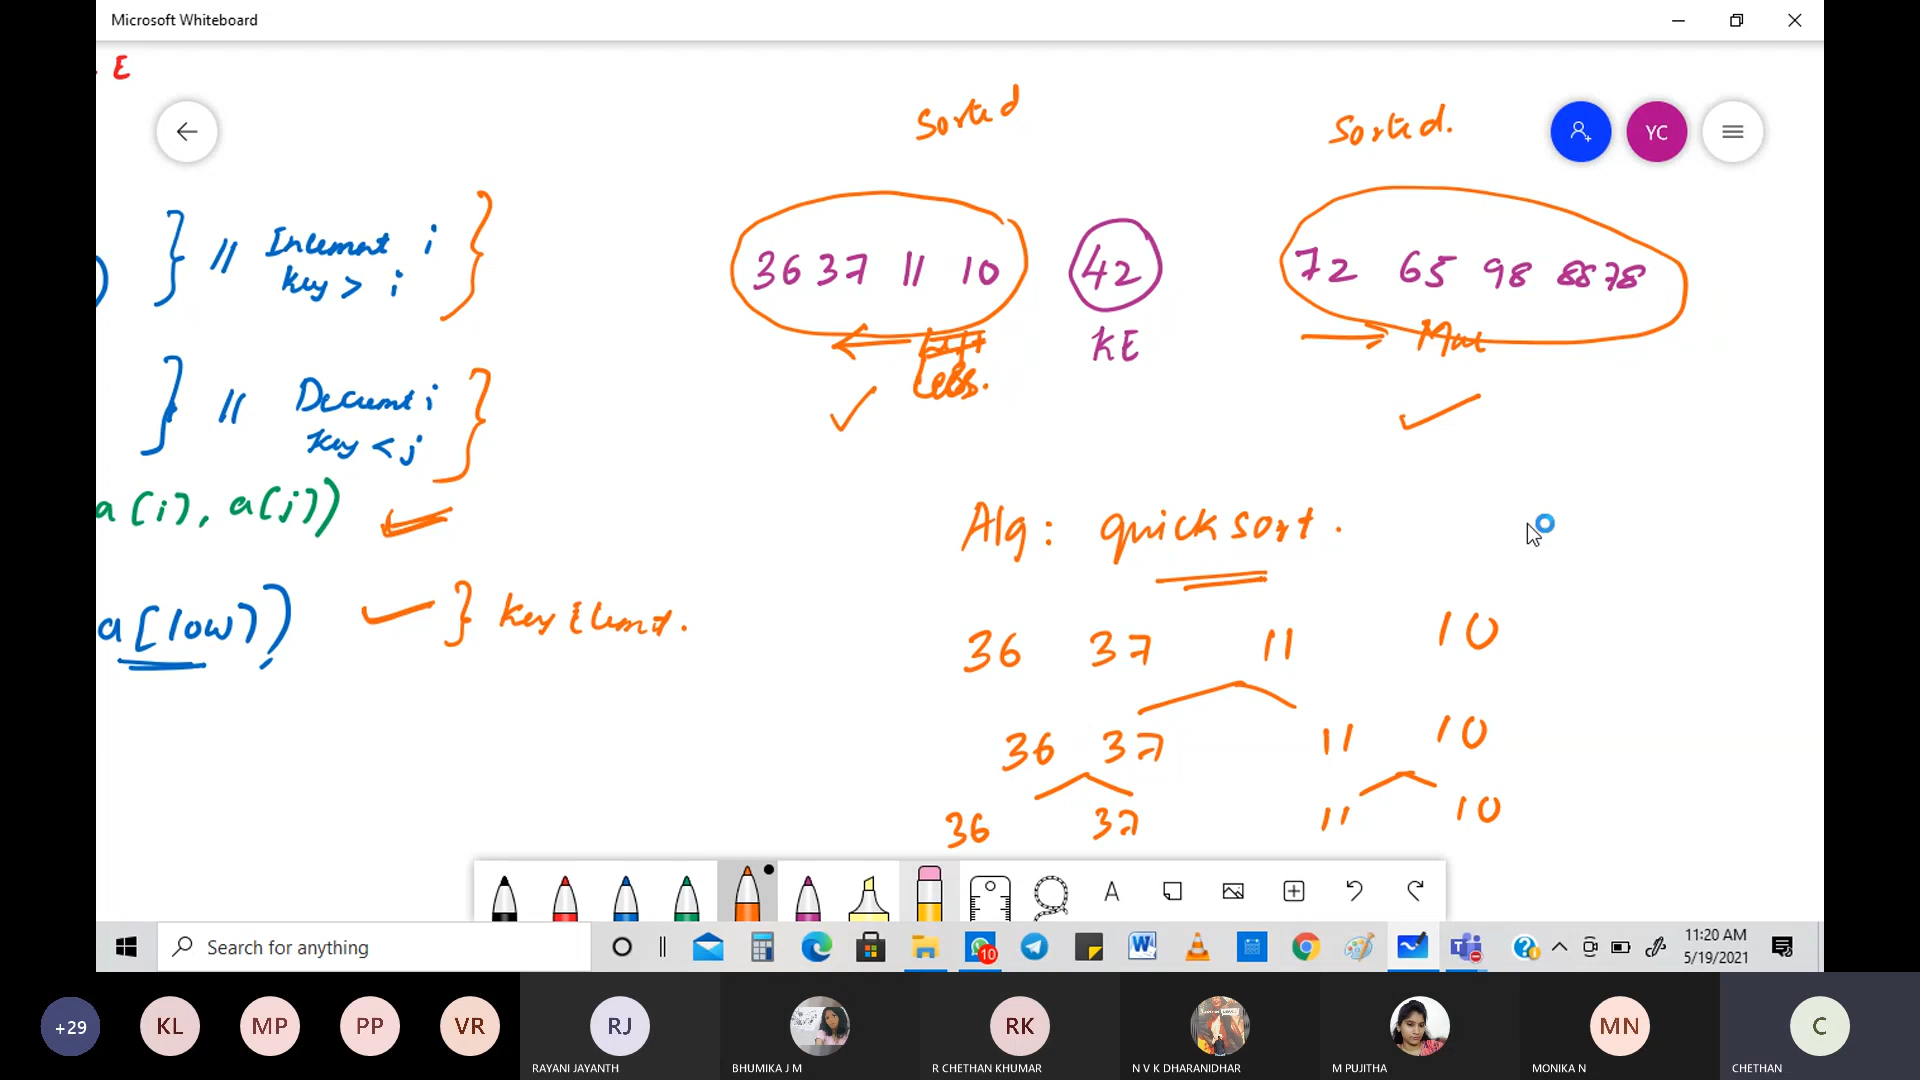 Microsoft Whiteboard
E
Sorted
Sorted.
YC
} // Increment i }
key > i
36 37 11 10
42
72 65 98 88 78
KE
Less.
} // Decremt i }
key < j
a(i), a(j))
Alg: quick sort.
a[low))
} key Elemt.
36 37 11 10
36 37 11 10
36 37 11 10
A
Search for anything
10
11:20 AM
5/19/2021
+29
KL
MP
PP
VR
RJ
RK
MN
C
RAYANI JAYANTH
BHUMIKA J M
R CHETHAN KHUMAR
N V K DHARANIDHAR
M PUJITHA
MONIKA N
CHETHAN